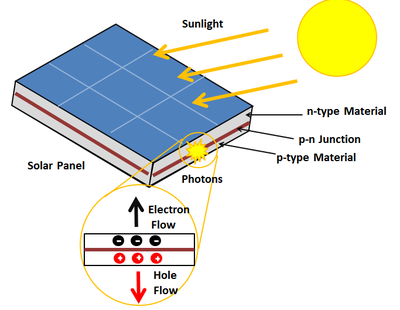 Sunlight
n-type Material
p-n Junction
p-type Material
Solar Panel
Photons
Electron
Flow
Hole
Flow